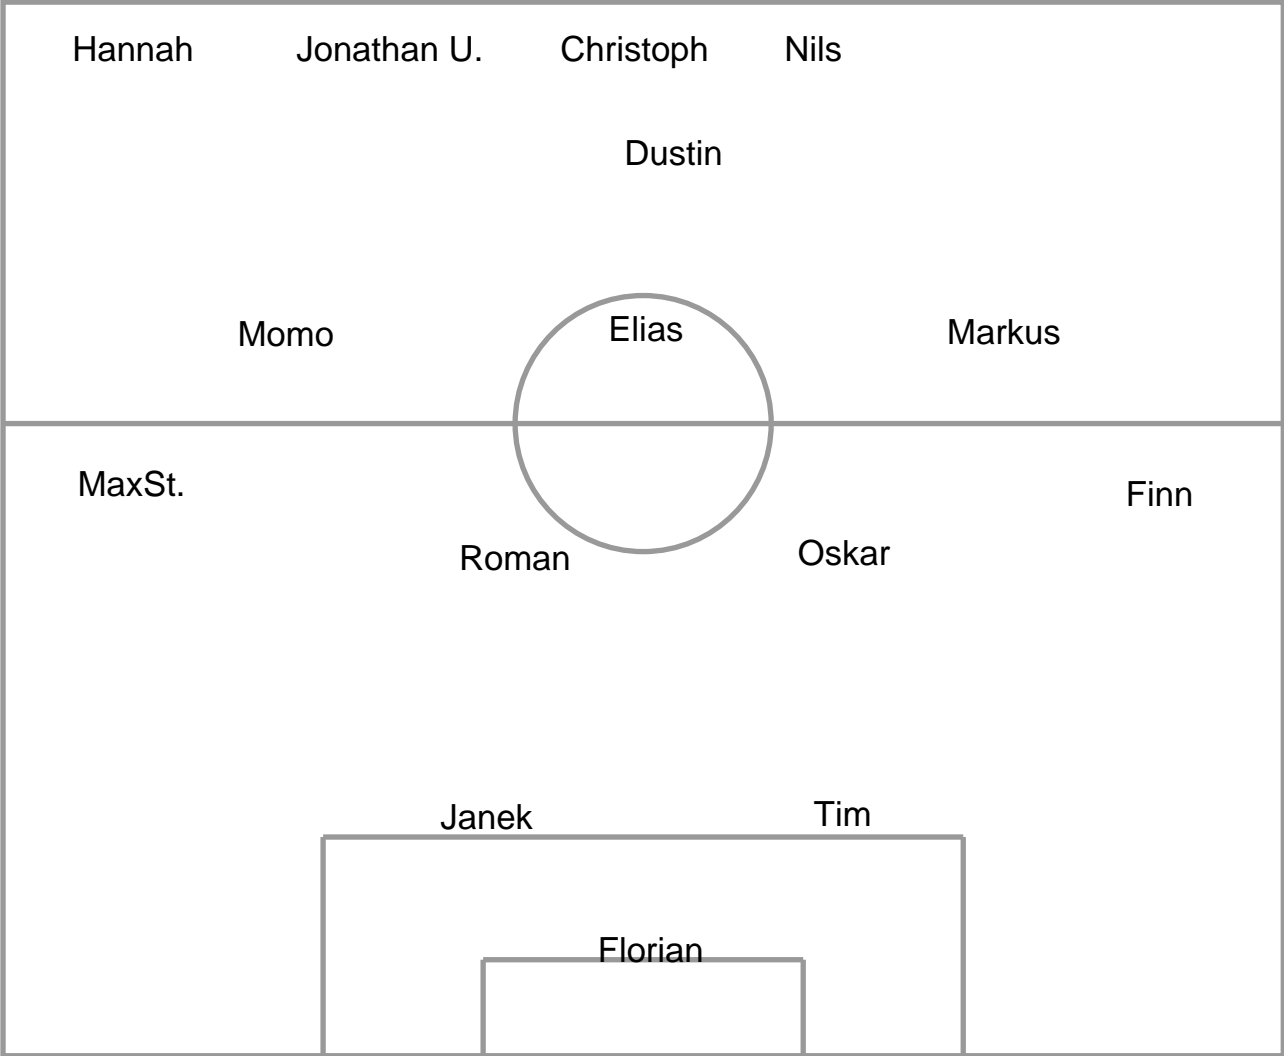 Hannah Jonathan U. Christoph Nils
Dustin
Momo Elias Markus
MaxSt. Finn
Roman Oskar
Janek Tim
Florian